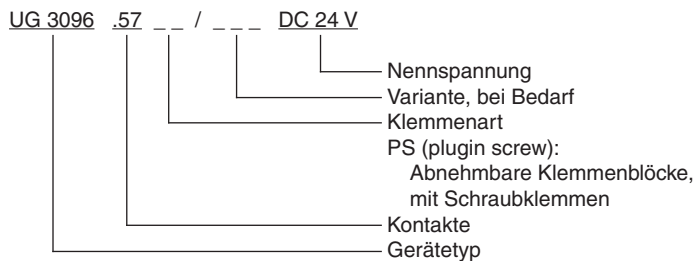 UG 3096 .57 _ _ / _ _ _ DC 24 V
Nennspannung
Variante, bei Bedarf
Klemmenart
PS (plugin screw):
Abnehmbare Klemmenblöcke,
mit Schraubklemmen
Kontakte
Gerätetyp